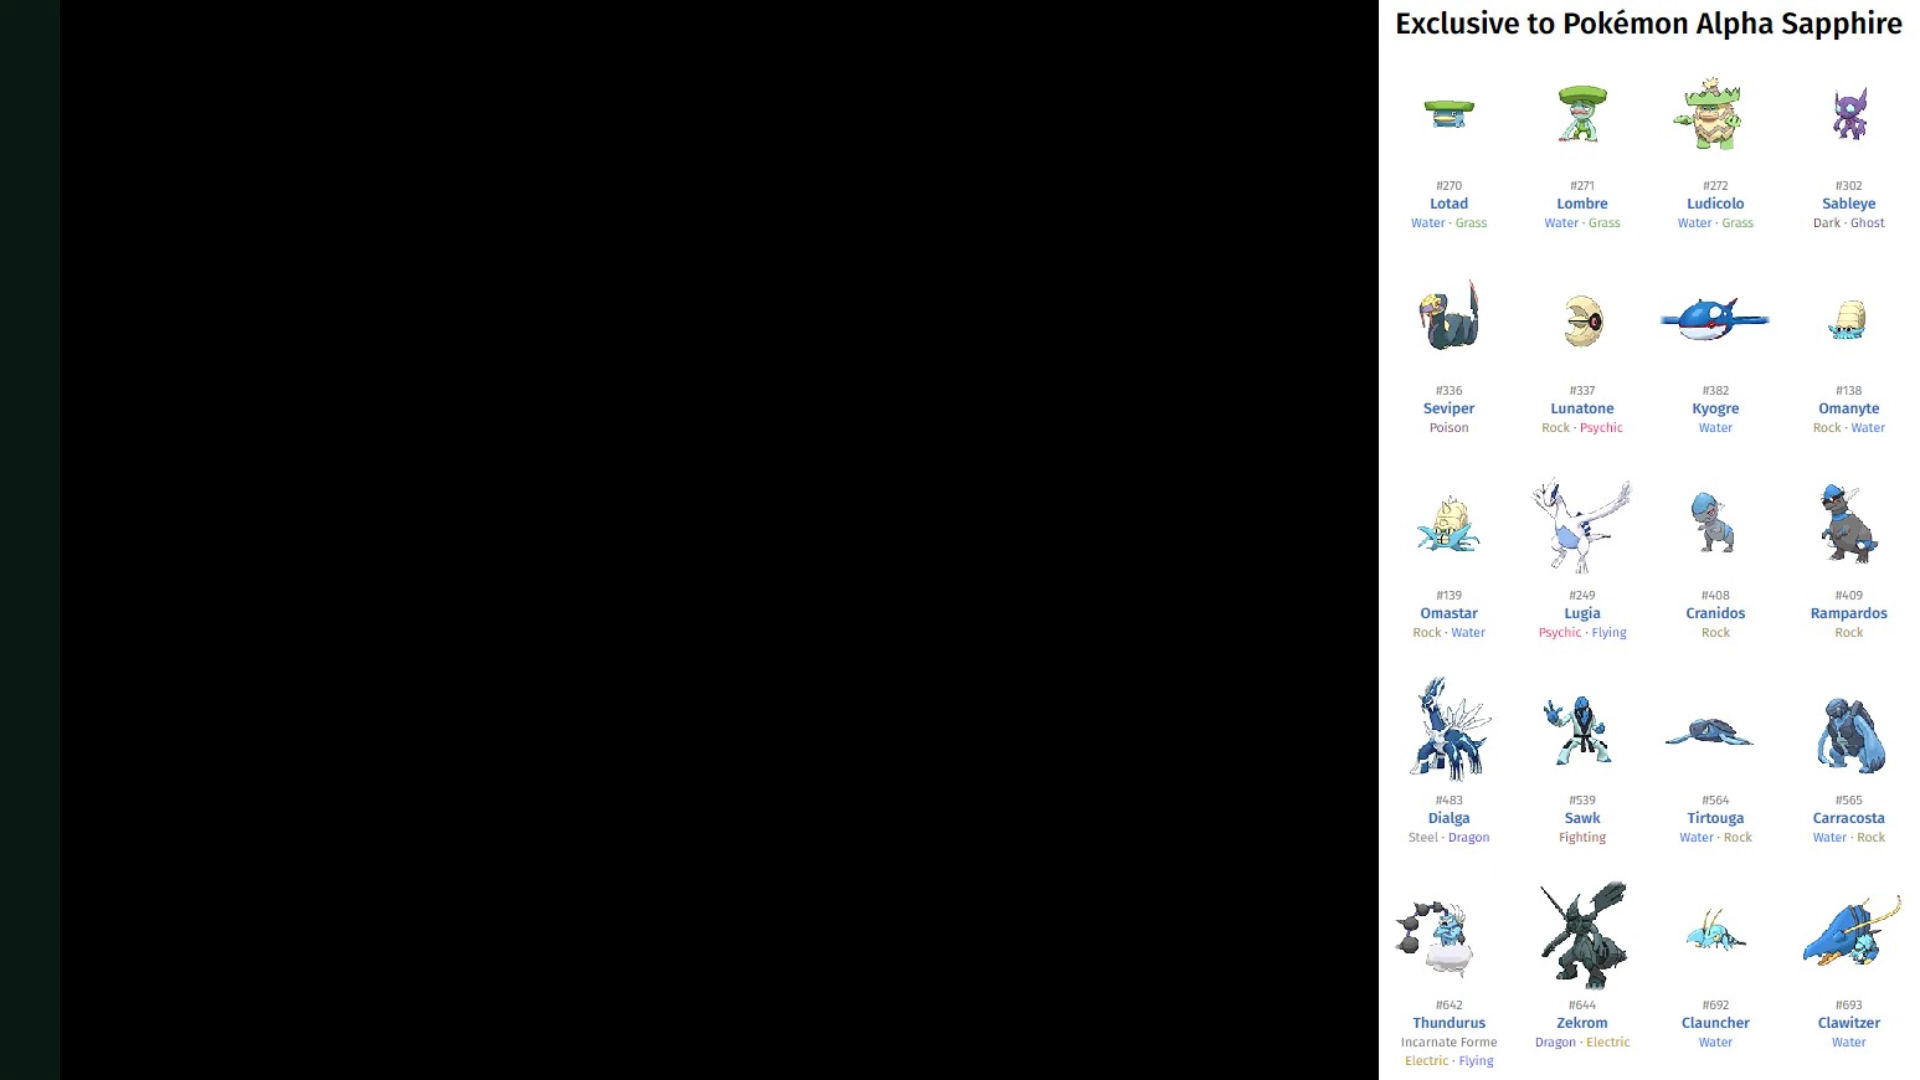 Exclusive to Pokémon Alpha Sapphire
#270 #271 #272 #302
Lotad Lombre Ludicolo Sableye
Water · Grass Water · Grass Water · Grass Dark · Ghost
#336 #337 #382 #138
Seviper Lunatone Kyogre Omanyte
Poison Rock · Psychic Water Rock · Water
#139 #249 #408 #409
Omastar Lugia Cranidos Rampardos
Rock · Water Psychic · Flying Rock Rock
#483 #539 #564 #565
Dialga Sawk Tirtouga Carracosta
Steel · Dragon Fighting Water · Rock Water · Rock
#642 #644 #692 #693
Thundurus Zekrom Clauncher Clawitzer
Incarnate Forme Dragon · Electric Water Water
Electric · Flying